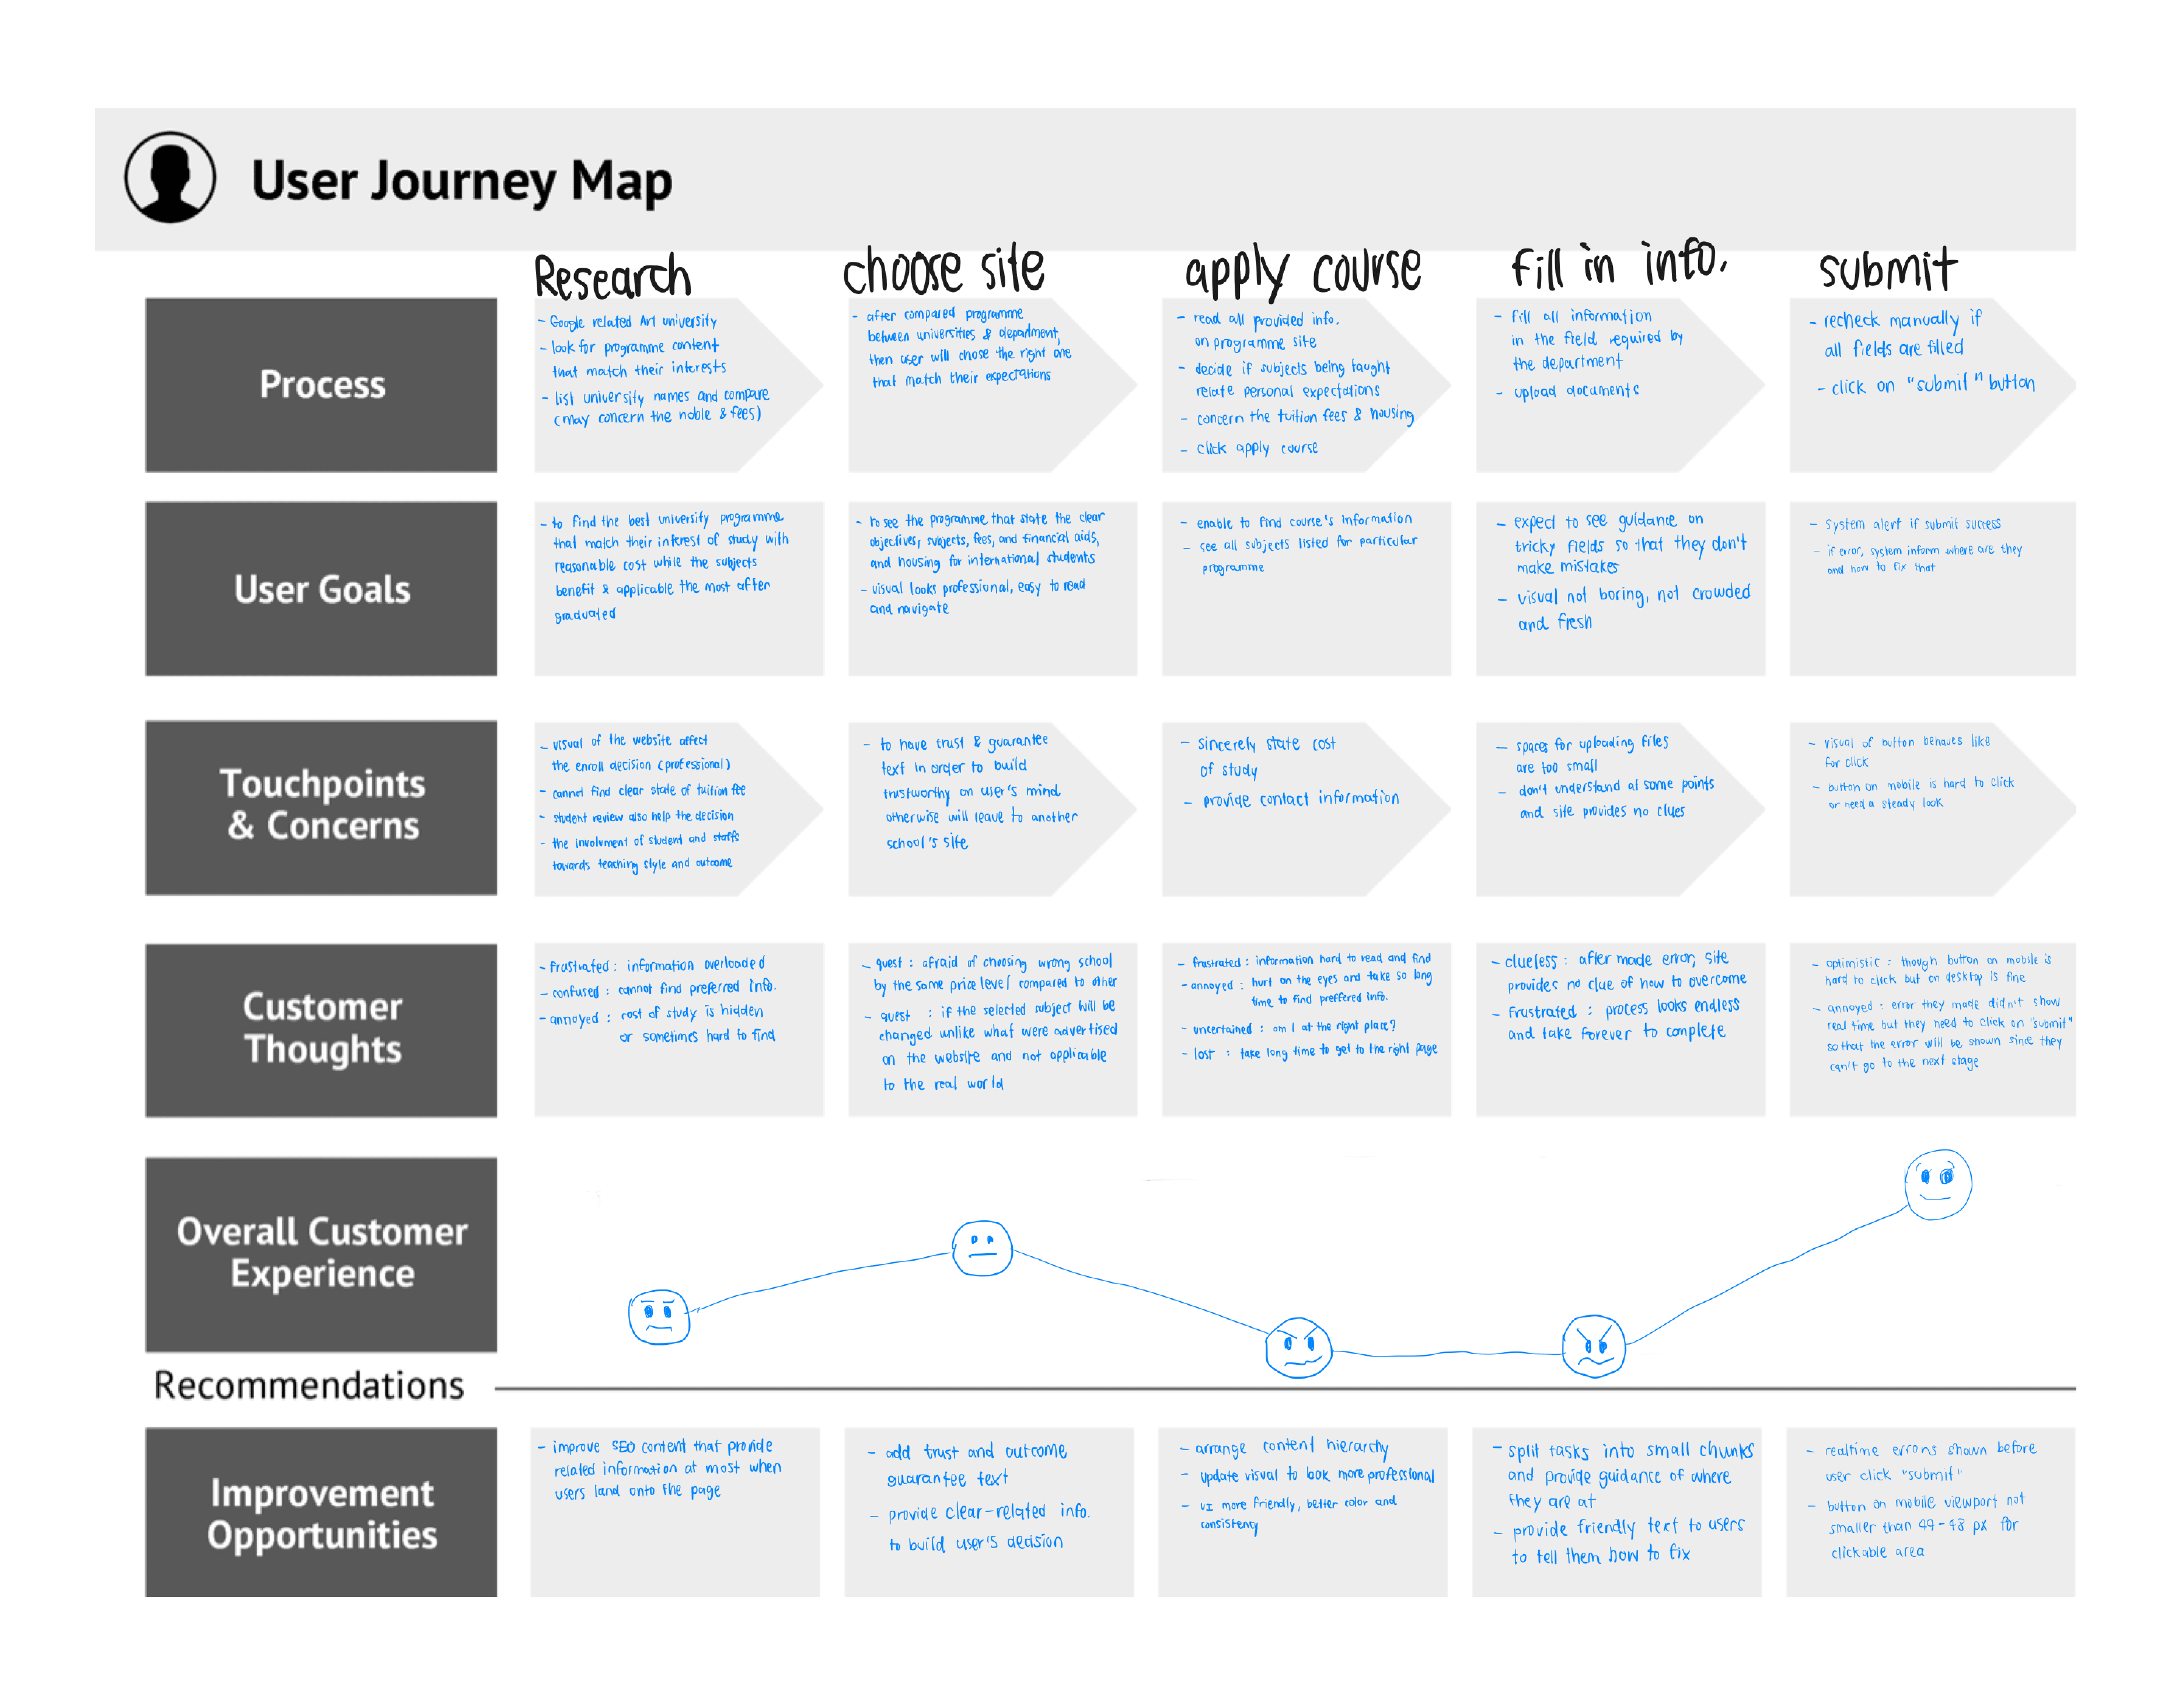 User Journey Map
Research
choose site
apply course
fill in info.
submit
Process
- Google related Art university
- look for programme content
that match their interests
- list university names and compare
(may concern the noble & fees)
- after compared programme
between universities & department,
then user will chose the right one
that match their expectations
- read all provided info.
on programme site
- decide if subjects being taught
relate personal expectations
- concern the tuition fees & housing
- click apply course
- fill all information
in the field required by
the department
- upload documents
- recheck manually if
all fields are filled
- click on "submit" button
User Goals
- to find the best university programme
that match their interest of study with
reasonable cost while the subjects
benefit & applicable the most after
graduated
- to see the programme that state the clear
objectives, subjects, fees, and financial aids,
and housing for international students
- visual looks professional, easy to read
and navigate
- enable to find course's information
- see all subjects listed for particular
programme
- expect to see guidance on
tricky fields so that they don't
make mistakes
- visual not boring, not crowded
and fresh
- system alert if submit success
- if error, system inform where are they
and how to fix that
Touchpoints
& Concerns
- visual of the website affect
the enroll decision (professional)
- cannot find clear state of tuition fee
- student review also help the decision
- the involvment of student and staffs
towards teaching style and outcome
- to have trust & guarantee
text in order to build
trustworthy on user's mind
otherwise will leave to another
school's site
- sincerely state cost
of study
- provide contact information
- spaces for uploading files
are too small
- don't understand at some points
and site provides no clues
- visual of button behaves like
for click
- button on mobile is hard to click
or need a steady look
Customer
Thoughts
- frustrated : information overloaded
- confused : cannot find preferred info.
- annoyed : cost of study is hidden
or sometimes hard to find
- quest : afraid of choosing wrong school
by the same price level compared to other
- quest : if the selected subject will be
changed unlike what were advertised
on the website and not applicable
to the real world
- frustrated : information hard to read and find
- annoyed : hurt on the eyes and take so long
time to find preffered info.
- uncertained : am I at the right place?
- lost : take long time to get to the right page
- clueless : after made error, site
provides no clue of how to overcome
- frustrated : process looks endless
and take forever to complete
- optimistic : though button on mobile is
hard to click but on desktop is fine
- annoyed : error they made didn't show
real time but they need to click on "submit"
so that the error will be shown since they
can't go to the next stage
Overall Customer
Experience
Recommendations
Improvement
Opportunities
- improve SEO content that provide
related information at most when
users land onto the page
- add trust and outcome
guarantee text
- provide clear-related info.
to build user's decision
- arrange content hierarchy
- update visual to look more professional
- UI more friendly, better color and
consistency
- split tasks into small chunks
and provide guidance of where
they are at
- provide friendly text to users
to tell them how to fix
- realtime errors shown before
user click "submit"
- button on mobile viewport not
smaller than 44-48 px for
clickable area